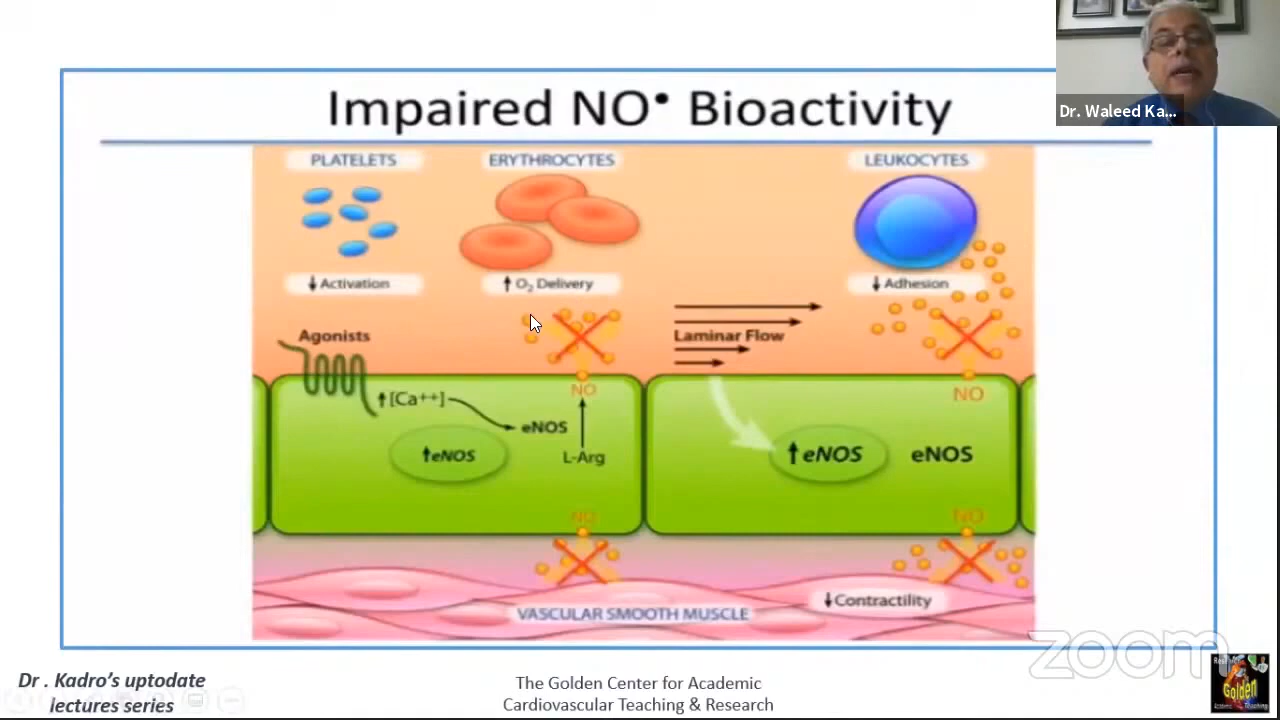 Dr. Waleed Ka...
Impaired NO• Bioactivity
PLATELETS
ERYTHROCYTES
LEUKOCYTES
↓ Activation
↑ O₂ Delivery
↓ Adhesion
Agonists
Laminar Flow
↑[Ca++]
NO
NO
eNOS
↑eNOS
L-Arg
↑eNOS
eNOS
NO
NO
↓Contractility
VASCULAR SMOOTH MUSCLE
zoom
Dr . Kadro's uptodate
lectures series
The Golden Center for Academic
Cardiovascular Teaching & Research
Golden